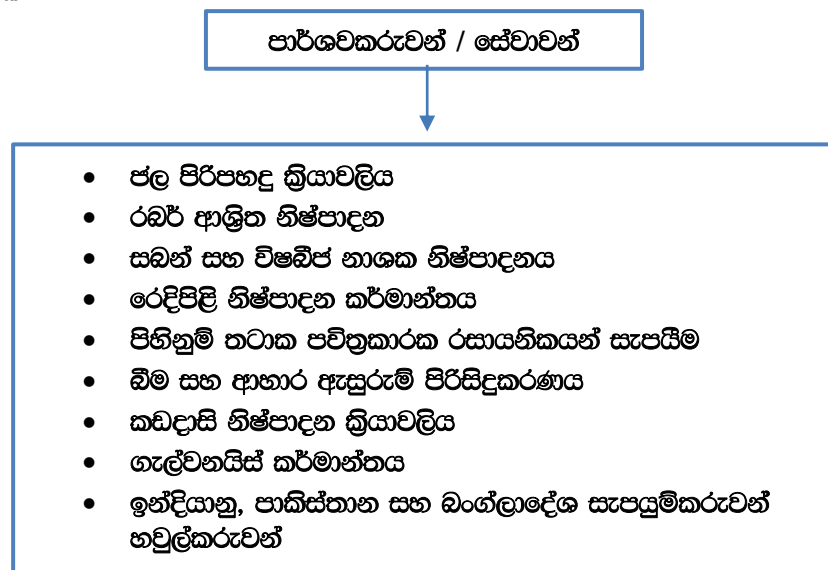 පාර්ශවකරුවන් / සේවාවන්
• ජල පිරිපහදු ක්‍රියාවලිය
• රබර් ආශ්‍රිත නිෂ්පාදන
• සබන් සහ විෂබීජ නාශක නිෂ්පාදනය
• රෙදිපිළි නිෂ්පාදන කර්මාන්තය
• පිහිනුම් තටාක පවිත්‍රකාරක රසායනිකයන් සැපයීම
• බීම සහ ආහාර ඇසුරුම් පිරිසිදුකරණය
• කඩදාසි නිෂ්පාදන ක්‍රියාවලිය
• ගැල්වනයිස් කර්මාන්තය
• ඉන්දියානු, පාකිස්තාන සහ බංග්ලාදේශ සැපයුම්කරුවන්
හවුල්කරුවන්